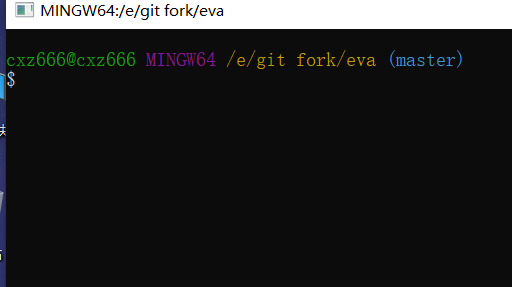 MINGW64:/e/git fork/eva
cxz666@cxz666 MINGW64 /e/git fork/eva (master)
$